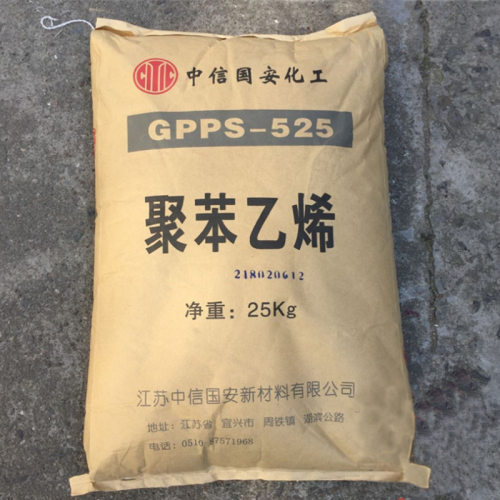 CITIC 中信国安化工
GPPS-525
聚苯乙烯
218020612
净重：25Kg
江苏中信国安新材料有限公司
地址：江苏省 宜兴市 周铁镇 湖滨公路
电话：0510 87571968